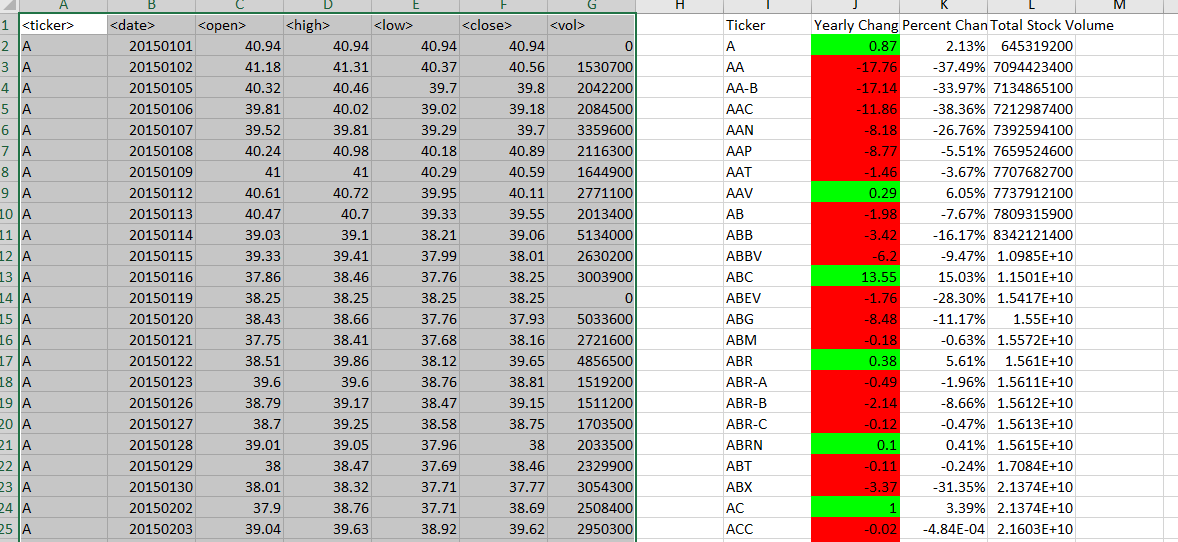 A B C D E F G H I J K L M
1 <ticker> <date> <open> <high> <low> <close> <vol> Ticker Yearly Chang Percent Chan Total Stock Volume
2 A 20150101 40.94 40.94 40.94 40.94 0 A 0.87 2.13% 645319200
3 A 20150102 41.18 41.31 40.37 40.56 1530700 AA -17.76 -37.49% 7094423400
4 A 20150105 40.32 40.46 39.7 39.8 2042200 AA-B -17.14 -33.97% 7134865100
5 A 20150106 39.81 40.02 39.02 39.18 2084500 AAC -11.86 -38.36% 7212987400
6 A 20150107 39.52 39.81 39.29 39.7 3359600 AAN -8.18 -26.76% 7392594100
7 A 20150108 40.24 40.98 40.18 40.89 2116300 AAP -8.77 -5.51% 7659524600
8 A 20150109 41 41 40.29 40.59 1644900 AAT -1.46 -3.67% 7707682700
9 A 20150112 40.61 40.72 39.95 40.11 2771100 AAV 0.29 6.05% 7737912100
10 A 20150113 40.47 40.7 39.33 39.55 2013400 AB -1.98 -7.67% 7809315900
11 A 20150114 39.03 39.1 38.21 39.06 5134000 ABB -3.42 -16.17% 8342121400
12 A 20150115 39.33 39.41 37.99 38.01 2630200 ABBV -6.2 -9.47% 1.0985E+10
13 A 20150116 37.86 38.46 37.76 38.25 3003900 ABC 13.55 15.03% 1.1501E+10
14 A 20150119 38.25 38.25 38.25 38.25 0 ABEV -1.76 -28.30% 1.5417E+10
15 A 20150120 38.43 38.66 37.76 37.93 5033600 ABG -8.48 -11.17% 1.55E+10
16 A 20150121 37.75 38.41 37.68 38.16 2721600 ABM -0.18 -0.63% 1.5572E+10
17 A 20150122 38.51 39.86 38.12 39.65 4856500 ABR 0.38 5.61% 1.561E+10
18 A 20150123 39.6 39.6 38.76 38.81 1519200 ABR-A -0.49 -1.96% 1.5611E+10
19 A 20150126 38.79 39.17 38.47 39.15 1511200 ABR-B -2.14 -8.66% 1.5612E+10
20 A 20150127 38.7 39.25 38.58 38.75 1703500 ABR-C -0.12 -0.47% 1.5613E+10
21 A 20150128 39.01 39.05 37.96 38 2033500 ABRN 0.1 0.41% 1.5615E+10
22 A 20150129 38 38.47 37.69 38.46 2329900 ABT -0.11 -0.24% 1.7084E+10
23 A 20150130 38.01 38.32 37.71 37.77 3054300 ABX -3.37 -31.35% 2.1374E+10
24 A 20150202 37.9 38.76 37.71 38.69 2508400 AC 1 3.39% 2.1374E+10
25 A 20150203 39.04 39.63 38.92 39.62 2950300 ACC -0.02 -4.84E-04 2.1603E+10